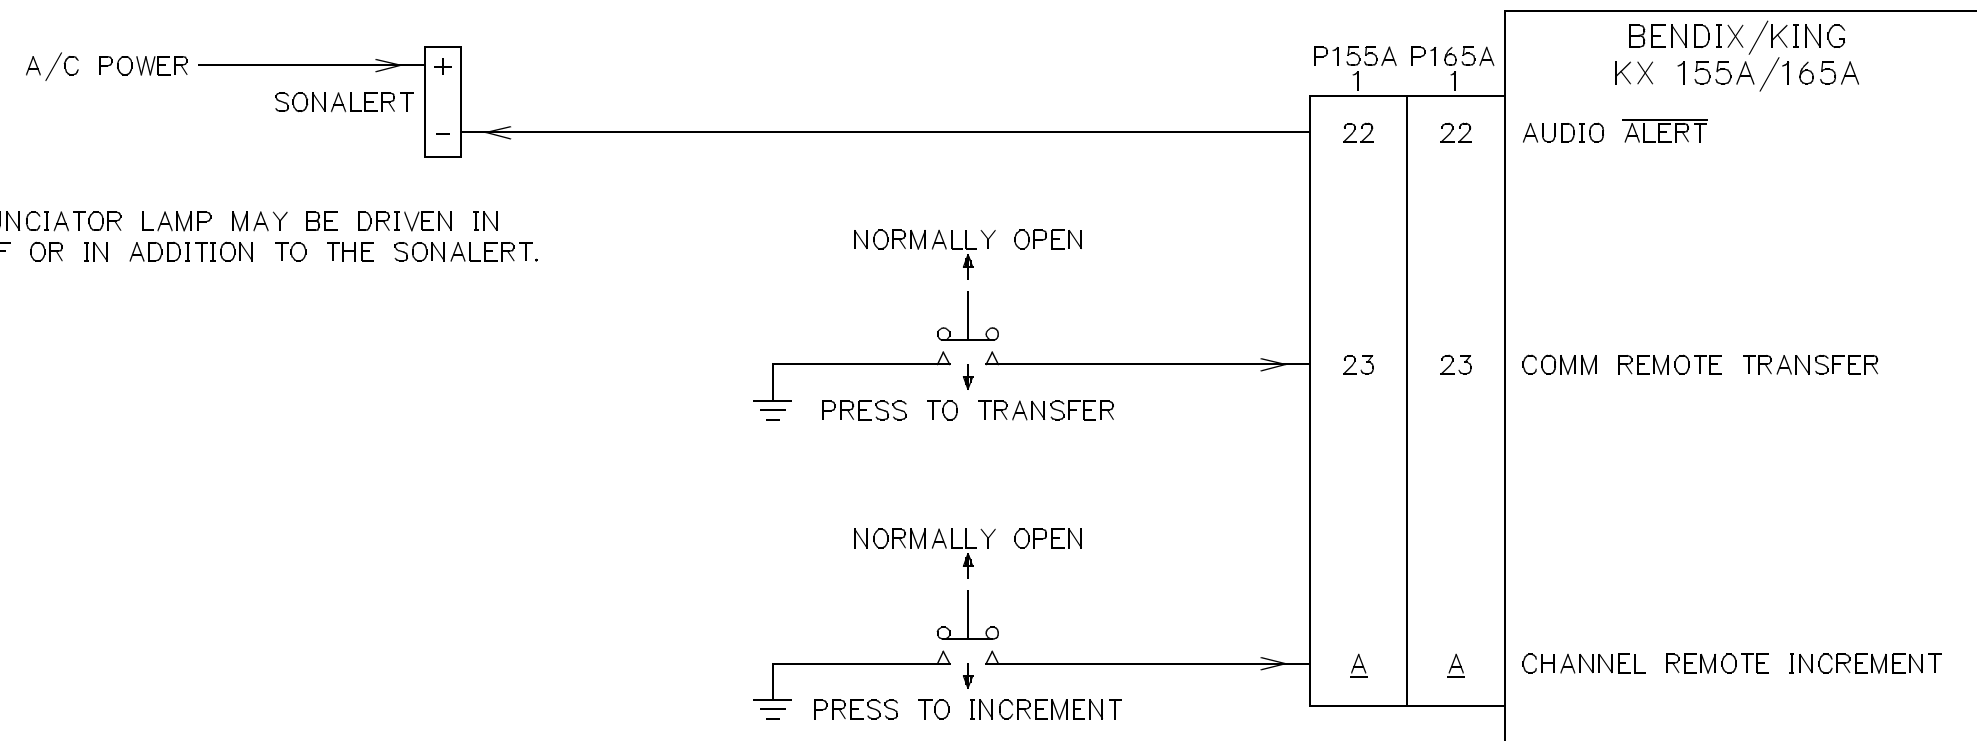 BENDIX/KING
KX 155A/165A
P155A P165A
1 1
A/C POWER
+
SONALERT
-
22 22 AUDIO ALERT
LAMP MAY BE DRIVEN IN
OR IN ADDITION TO THE SONALERT.
NORMALLY OPEN
23 23 COMM REMOTE TRANSFER
PRESS TO TRANSFER
NORMALLY OPEN
A A CHANNEL REMOTE INCREMENT
PRESS TO INCREMENT